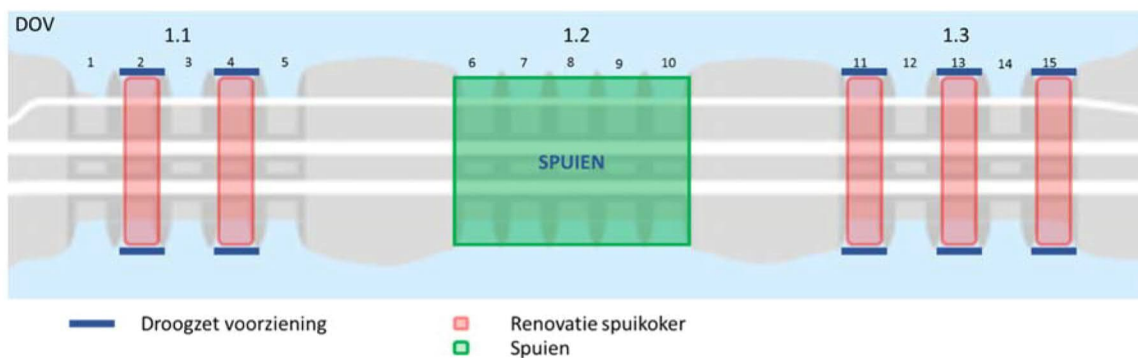 DOV
1.1 1.2 1.3
1 2 3 4 5 6 7 8 9 10 11 12 13 14 15
SPUIEN
Droogzet voorziening Renovatie spuikoker
Spuien